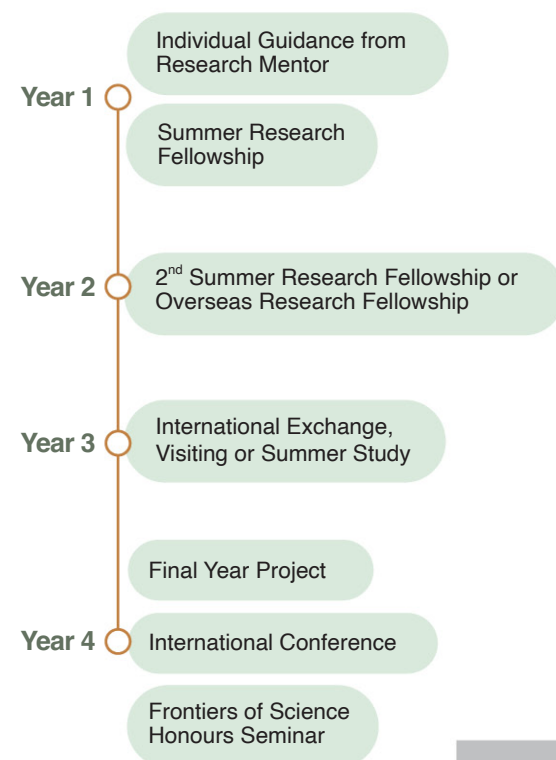 Individual Guidance from
Research Mentor
Year 1
Summer Research
Fellowship
Year 2
2nd Summer Research Fellowship or
Overseas Research Fellowship
Year 3
International Exchange,
Visiting or Summer Study
Final Year Project
Year 4
International Conference
Frontiers of Science
Honours Seminar